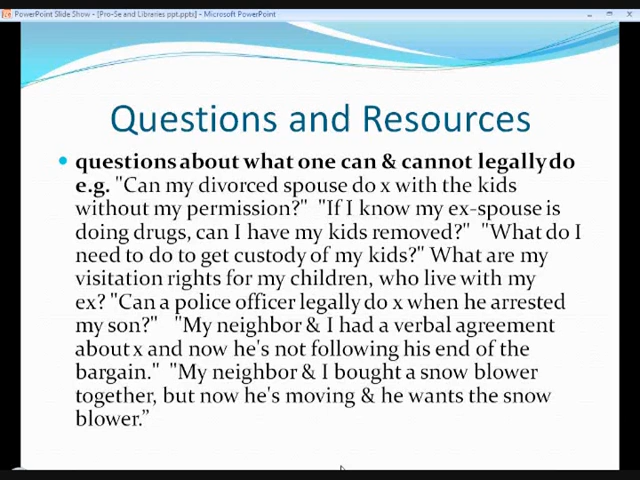 PowerPoint Slide Show - [Pro-Se and Libraries ppt.ppts] - Microsoft PowerPoint
Questions and Resources
• questions about what one can & cannot legally do
e.g. "Can my divorced spouse do x with the kids
without my permission?" "If I know my ex-spouse is
doing drugs, can I have my kids removed?" "What do I
need to do to get custody of my kids?" What are my
visitation rights for my children, who live with my
ex? "Can a police officer legally do x when he arrested
my son?" "My neighbor & I had a verbal agreement
about x and now he's not following his end of the
bargain." "My neighbor & I bought a snow blower
together, but now he's moving & he wants the snow
blower.”